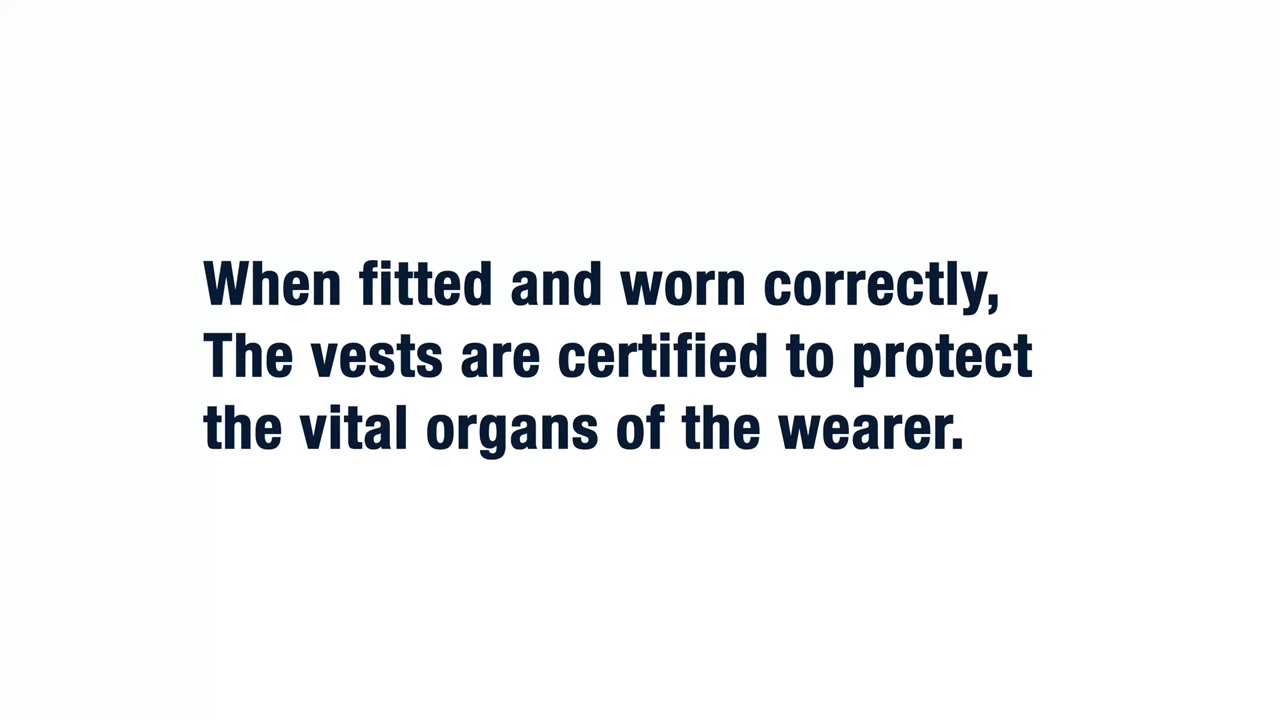 When fitted and worn correctly,
The vests are certified to protect
the vital organs of the wearer.